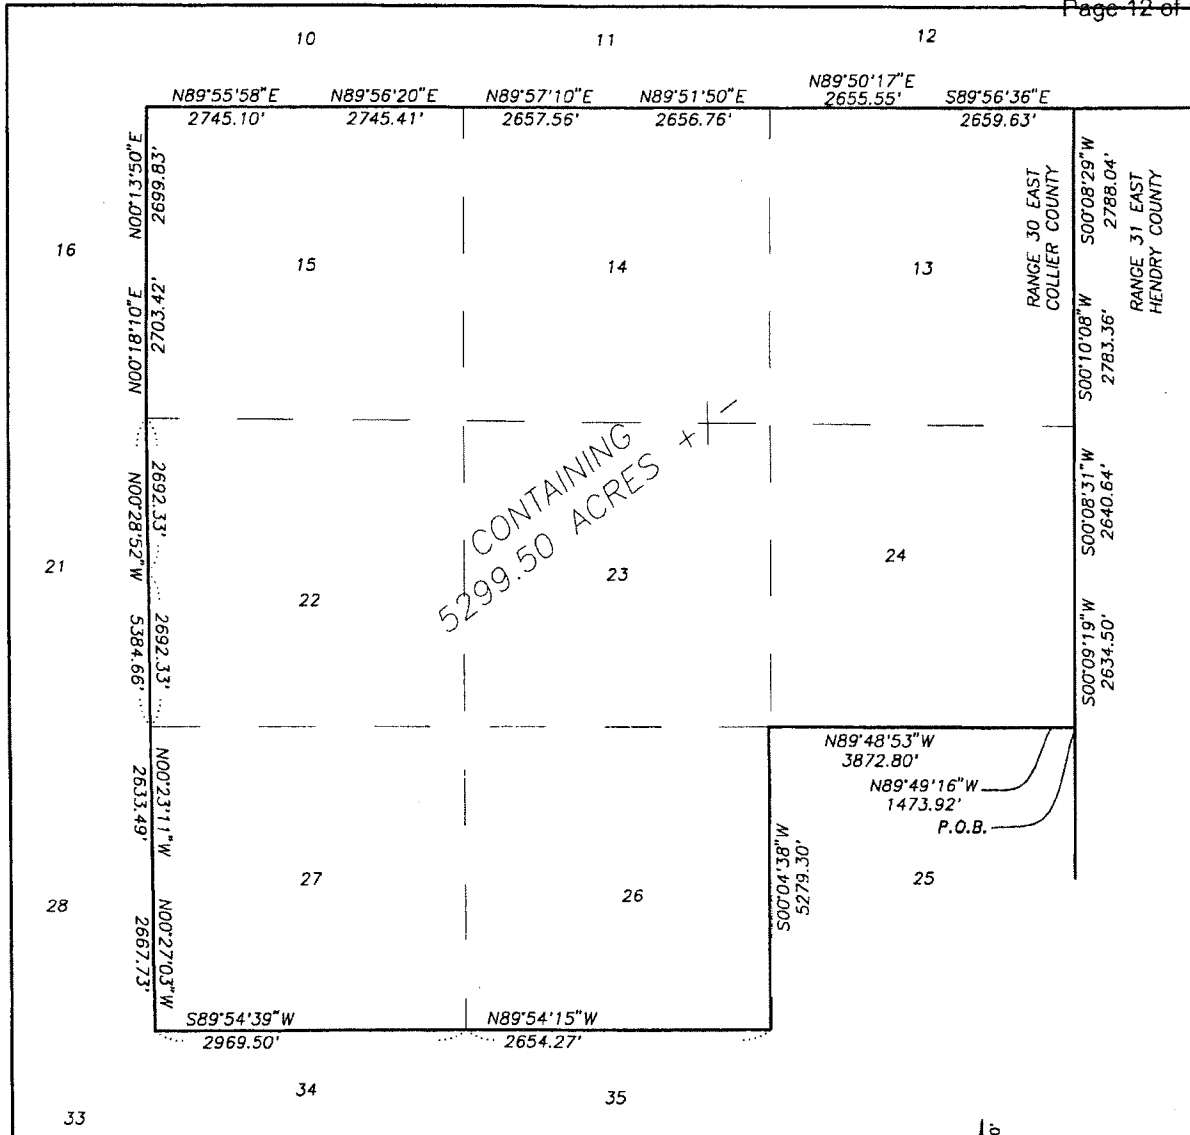 Page 12 of
10
11
12
N89°55'58"E
2745.10'
N89°56'20"E
2745.41'
N89°57'10"E
2657.56'
N89°51'50"E
2656.76'
N89°50'17"E
2655.55'
S89°56'36"E
2659.63'
N00°13'50"E
2699.83'
N00°18'10"E
2703.42'
16
15
14
13
RANGE 30 EAST
COLLIER COUNTY
S00°08'29"W
2788.04'
RANGE 31 EAST
HENDRY COUNTY
S00°10'08"W
2783.36'
CONTAINING
5299.50 ACRES + -
2692.33'
N00°28'52"W
5384.66'
2692.33'
21
22
23
24
S00°08'31"W
2640.64'
S00°09'19"W
2634.50'
N89°48'53"W
3872.80'
N89°49'16"W
1473.92'
P.O.B.
N00°23'11"W
2633.49'
N00°27'03"W
2667.73'
28
27
26
25
S00°04'38"W
5279.30'
S89°54'39"W
2969.50'
N89°54'15"W
2654.27'
33
34
35